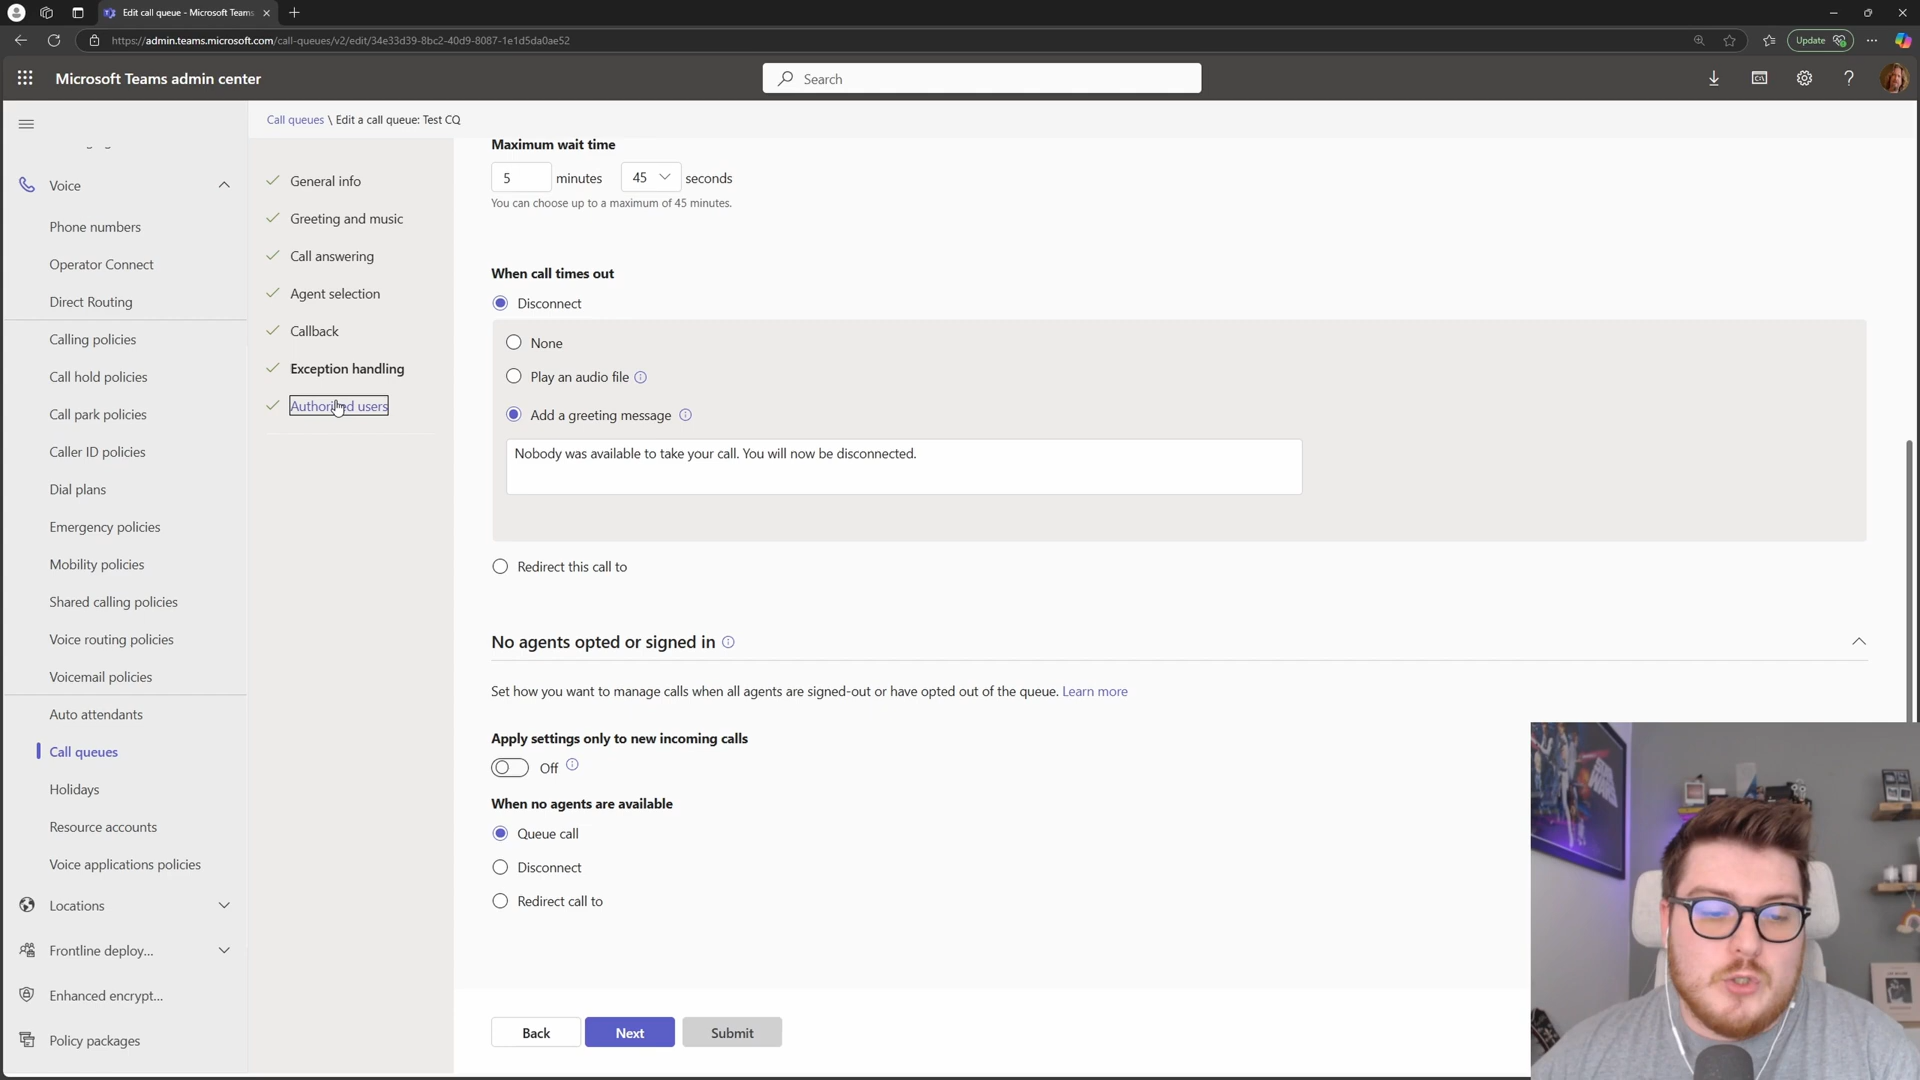 Edit call queue - Microsoft Teams
https://admin.teams.microsoft.com/call-queues/v2/edit/34e33d39-8bc2-40d9-8087-1e1d5da0ae52
Update
Microsoft Teams admin center
Search
Call queues \ Edit a call queue: Test CQ
Voice
Phone numbers
Operator Connect
Direct Routing
Calling policies
Call hold policies
Call park policies
Caller ID policies
Dial plans
Emergency policies
Mobility policies
Shared calling policies
Voice routing policies
Voicemail policies
Auto attendants
Call queues
Holidays
Resource accounts
Voice applications policies
Locations
Frontline deploy...
Enhanced encrypt...
Policy packages
General info
Greeting and music
Call answering
Agent selection
Callback
Exception handling
Authorized users
Maximum wait time
5 minutes 45 seconds
You can choose up to a maximum of 45 minutes.
When call times out
Disconnect
None
Play an audio file
Add a greeting message
Nobody was available to take your call. You will now be disconnected.
Redirect this call to
No agents opted or signed in
Set how you want to manage calls when all agents are signed-out or have opted out of the queue. Learn more
Apply settings only to new incoming calls
Off
When no agents are available
Queue call
Disconnect
Redirect call to
Back
Next
Submit